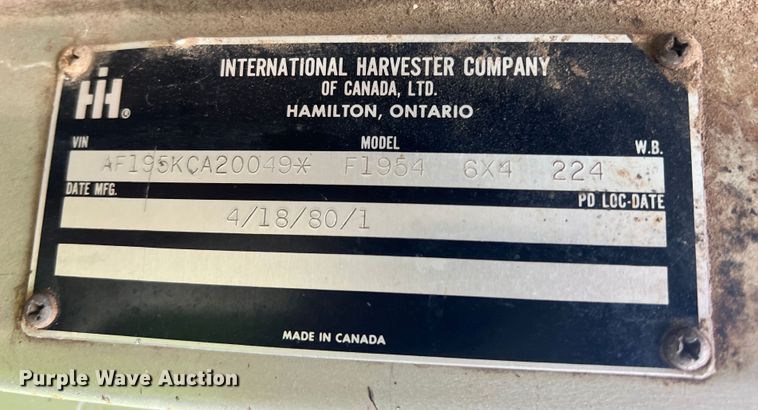 INTERNATIONAL HARVESTER COMPANY
OF CANADA, LTD.
HAMILTON, ONTARIO
IH®
VIN MODEL W.B.
AF195KCA20049* F1954 6X4 224
DATE MFG. PD LOC-DATE
4/18/80/1
MADE IN CANADA
Purple Wave Auction